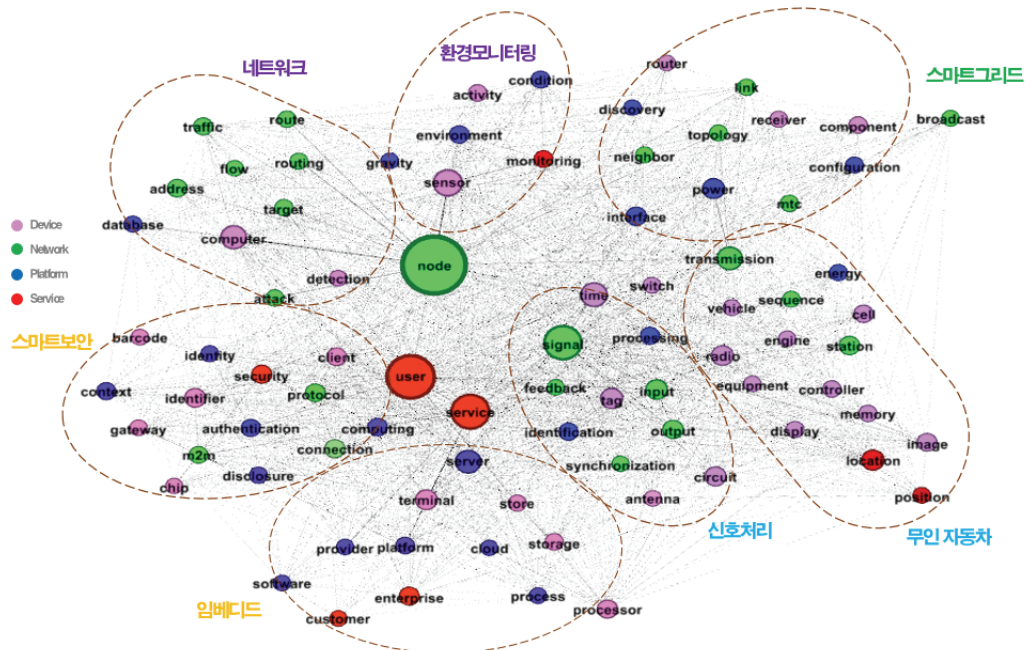 네트워크
환경모니터링
스마트그리드
router
condition
activity
link
discovery
broadcast
route
traffic
receiver
component
environment
topology
gravity
monitoring
routing
flow
neighbor
configuration
sensor
address
power
mtc
target
interface
database
computer
Device
Network
Platform
Service
node
transmission
detection
energy
switch
attack
time
sequence
vehicle
cell
스마트보안
barcode
signal
processing
engine
station
identity
client
radio
security
user
context
identifier
protocol
feedback
tag
input
equipment
controller
service
memory
gateway
authentication
computing
identification
output
display
image
m2m
connection
server
synchronization
location
disclosure
circuit
chip
terminal
store
antenna
position
신호처리
무인 자동차
provider
platform
cloud
storage
software
enterprise
process
임베디드
customer
processor